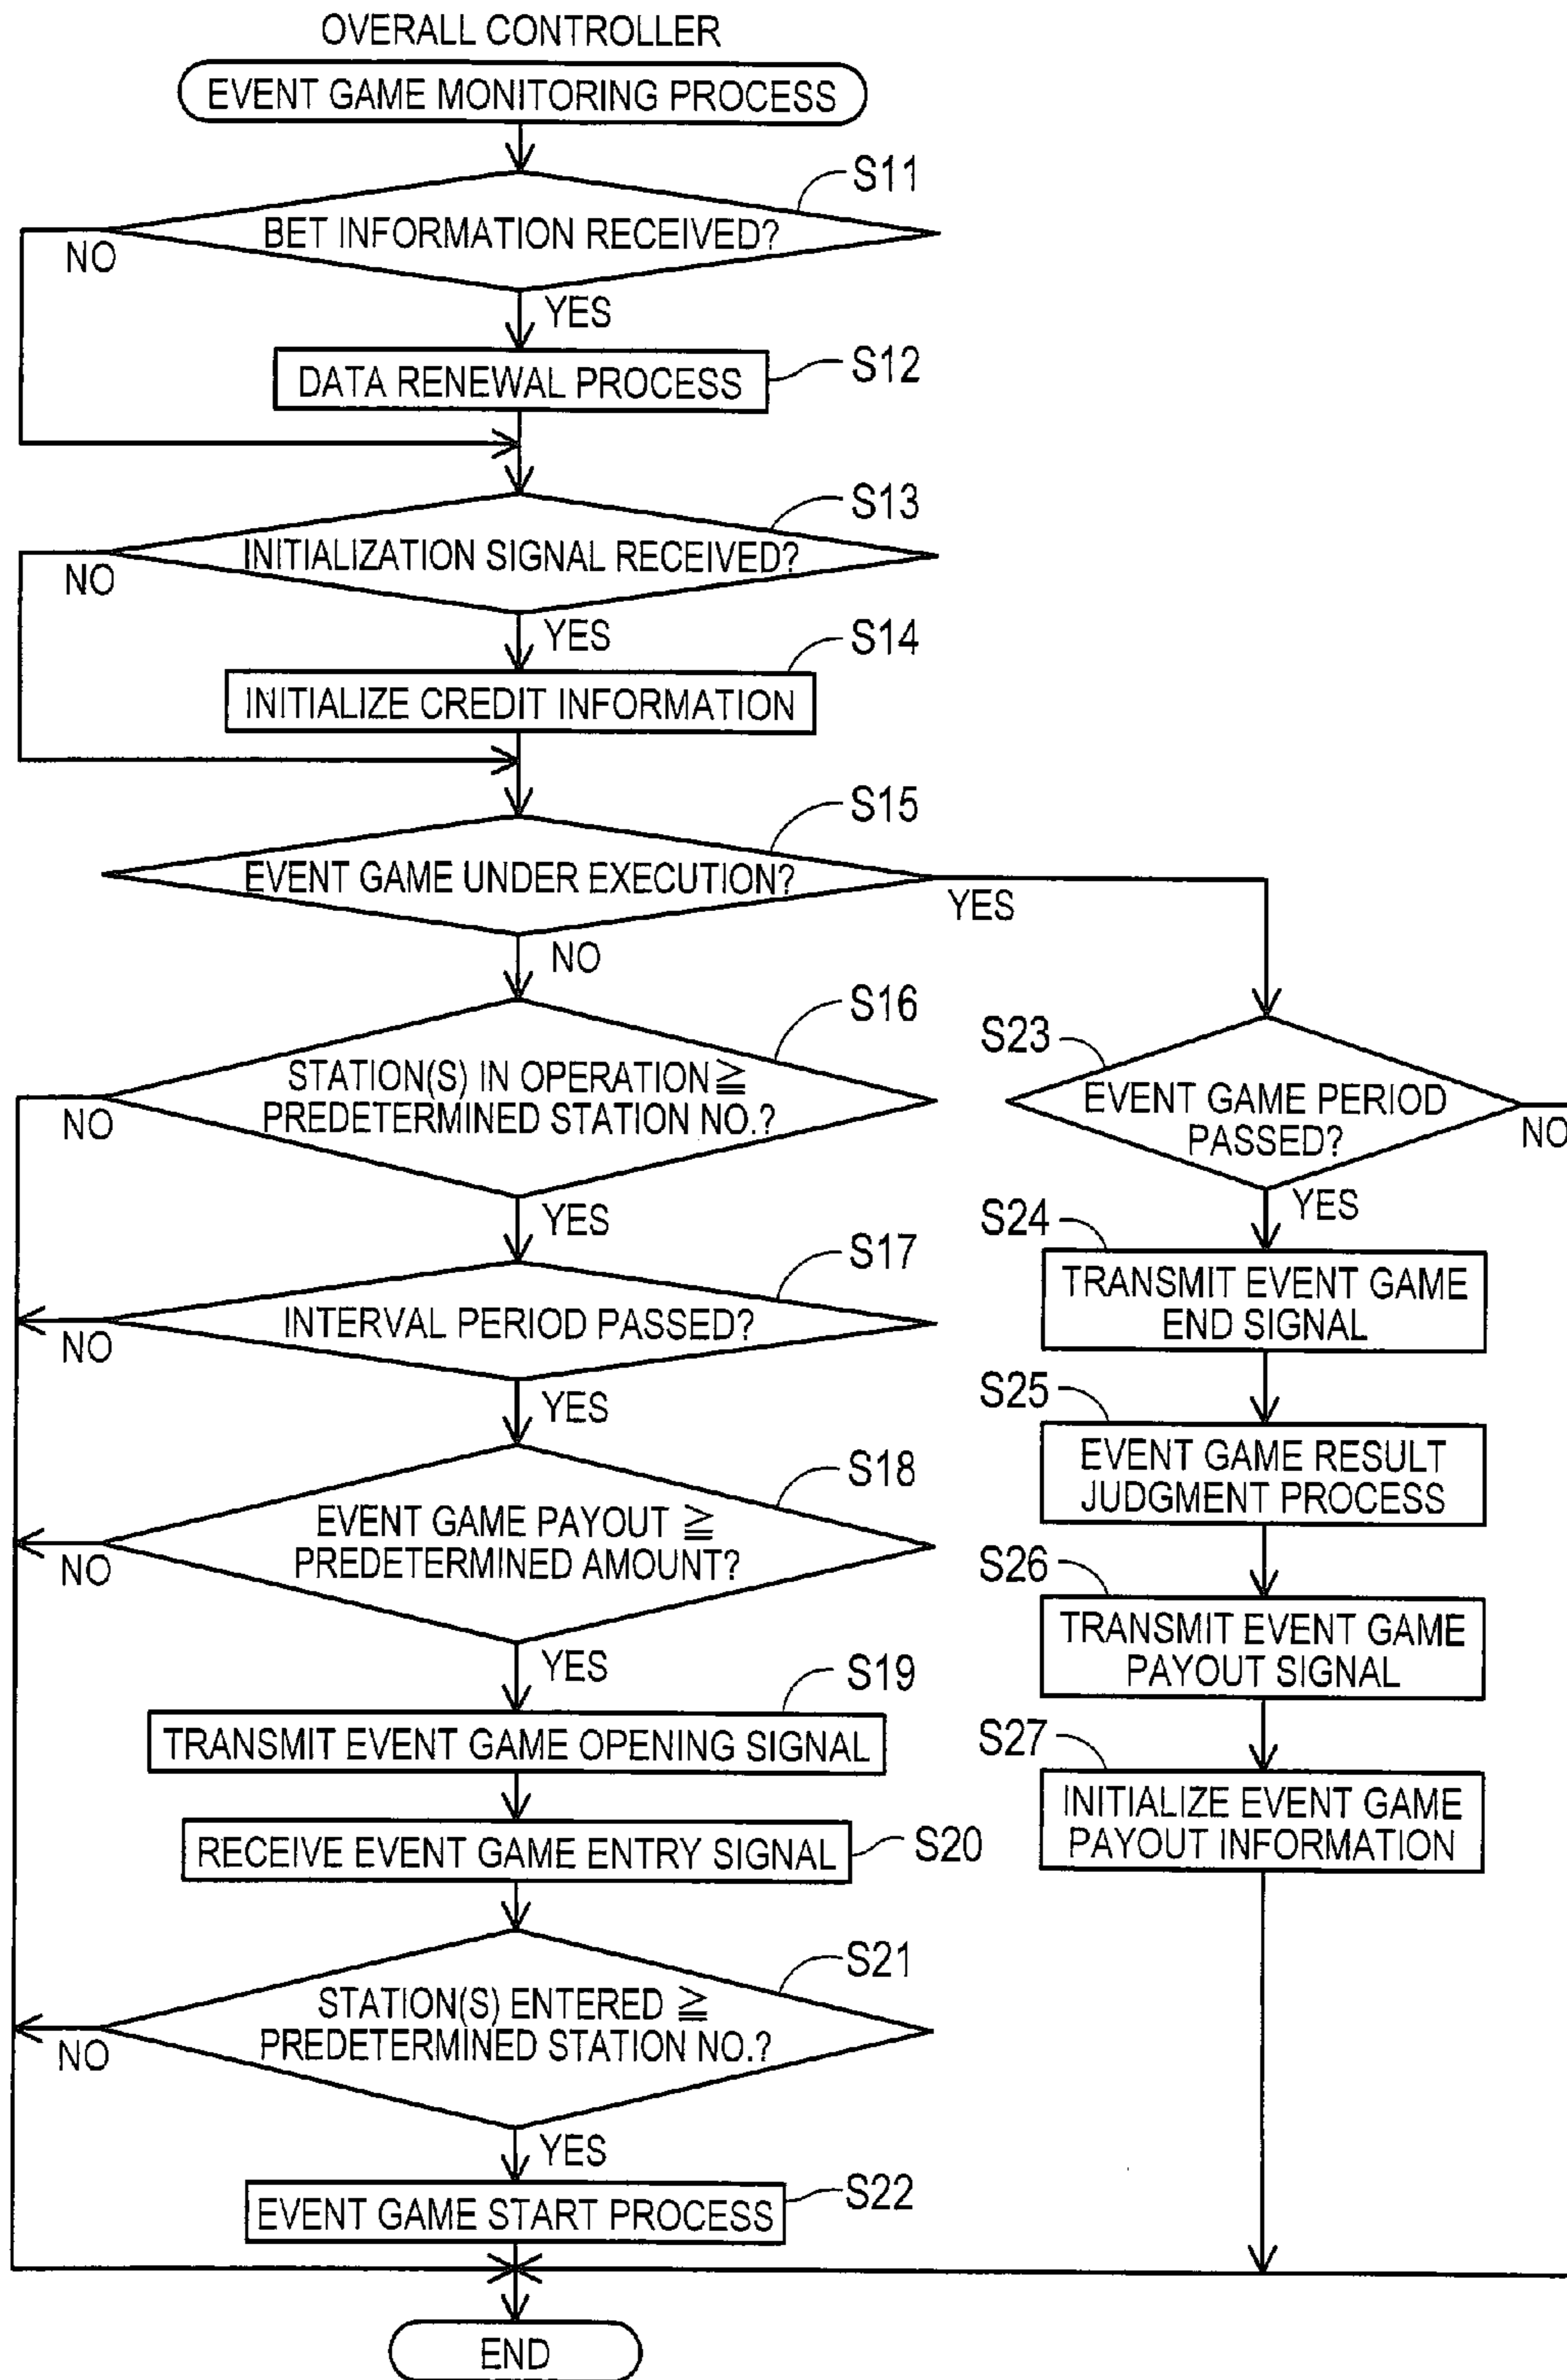 OVERALL CONTROLLER
EVENT GAME MONITORING PROCESS
S11
BET INFORMATION RECEIVED?
NO
YES
S12
DATA RENEWAL PROCESS
S13
INITIALIZATION SIGNAL RECEIVED?
NO
YES
S14
INITIALIZE CREDIT INFORMATION
S15
EVENT GAME UNDER EXECUTION?
YES
NO
S16
STATION(S) IN OPERATION ≧
PREDETERMINED STATION NO.?
NO
YES
S17
INTERVAL PERIOD PASSED?
NO
YES
S18
EVENT GAME PAYOUT ≧
PREDETERMINED AMOUNT?
NO
YES
S19
TRANSMIT EVENT GAME OPENING SIGNAL
RECEIVE EVENT GAME ENTRY SIGNAL
S20
S21
STATION(S) ENTERED ≧
PREDETERMINED STATION NO.?
NO
YES
S22
EVENT GAME START PROCESS
S23
EVENT GAME PERIOD
PASSED?
NO
YES
S24
TRANSMIT EVENT GAME
END SIGNAL
S25
EVENT GAME RESULT
JUDGMENT PROCESS
S26
TRANSMIT EVENT GAME
PAYOUT SIGNAL
S27
INITIALIZE EVENT GAME
PAYOUT INFORMATION
END